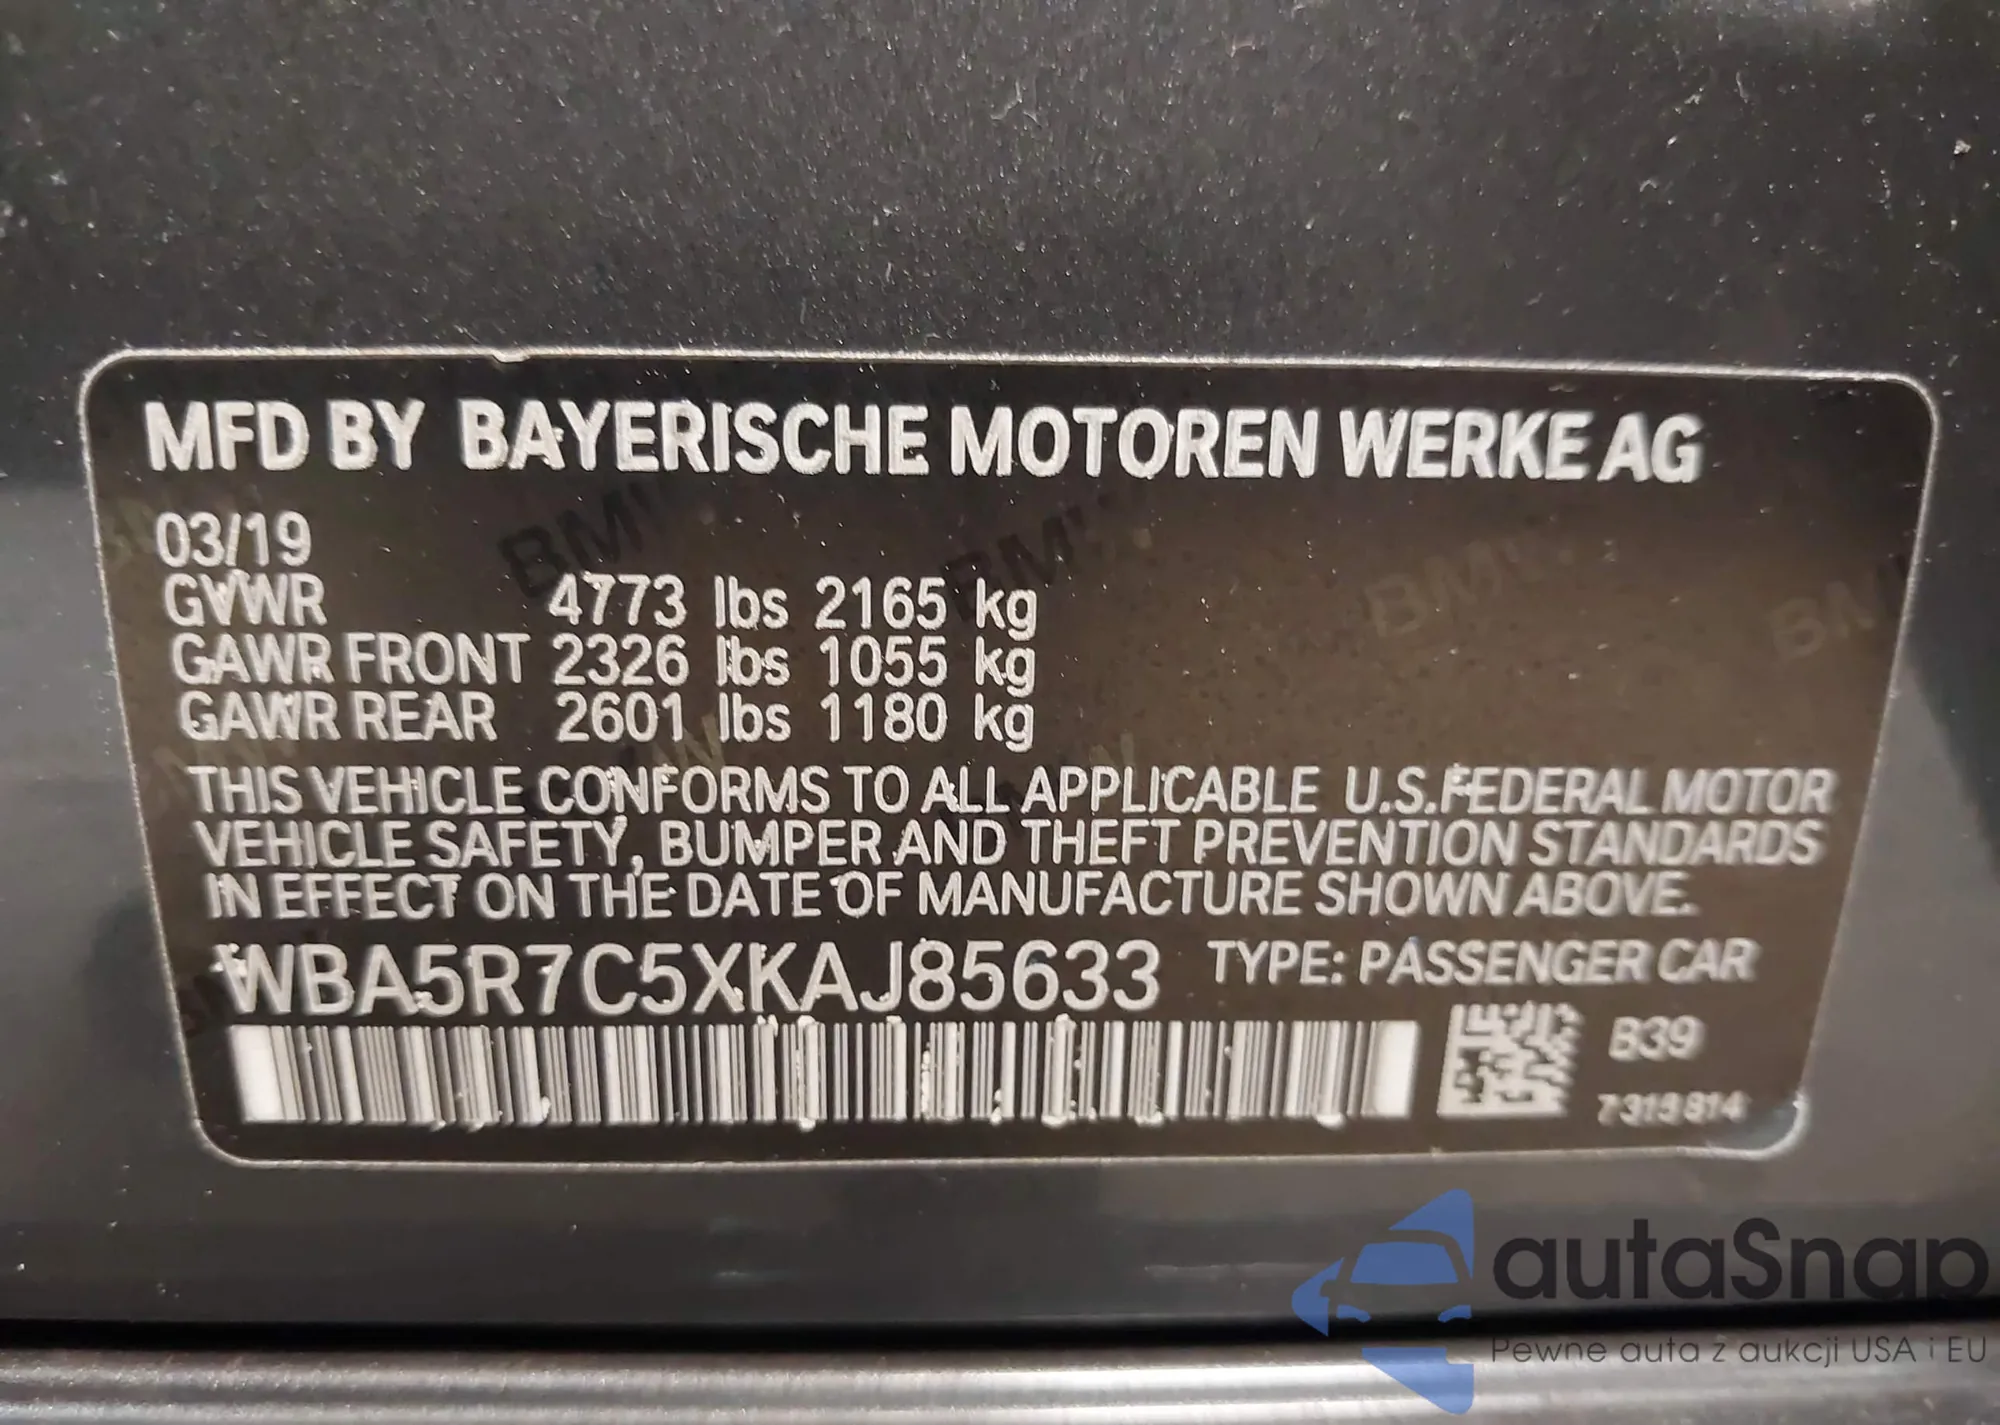 MFD BY BAYERISCHE MOTOREN WERKE AG
03/19
GVWR 4773 lbs 2165 kg
GAWR FRONT 2326 lbs 1055 kg
GAWR REAR 2601 lbs 1180 kg
THIS VEHICLE CONFORMS TO ALL APPLICABLE U.S.FEDERAL MOTOR
VEHICLE SAFETY, BUMPER AND THEFT PREVENTION STANDARDS
IN EFFECT ON THE DATE OF MANUFACTURE SHOWN ABOVE.
WBA5R7C5XKAJ85633 TYPE: PASSENGER CAR
B39
7313814
autaSnap
Pewne auta z aukcji USA i EU